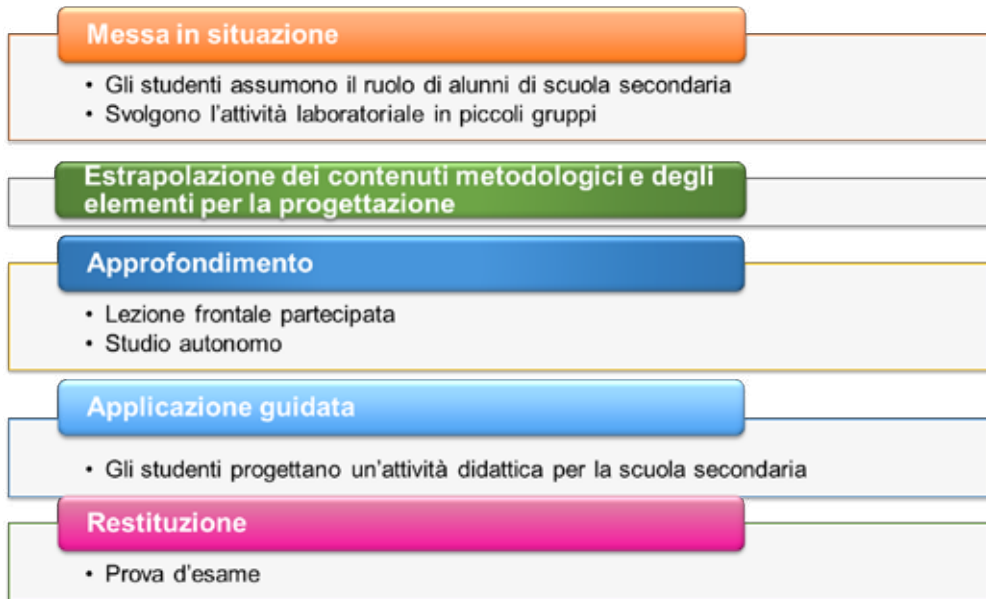 Messa in situazione
• Gli studenti assumono il ruolo di alunni di scuola secondaria
• Svolgono l'attività laboratoriale in piccoli gruppi
Estrapolazione dei contenuti metodologici e degli
elementi per la progettazione
Approfondimento
• Lezione frontale partecipata
• Studio autonomo
Applicazione guidata
• Gli studenti progettano un'attività didattica per la scuola secondaria
Restituzione
• Prova d'esame